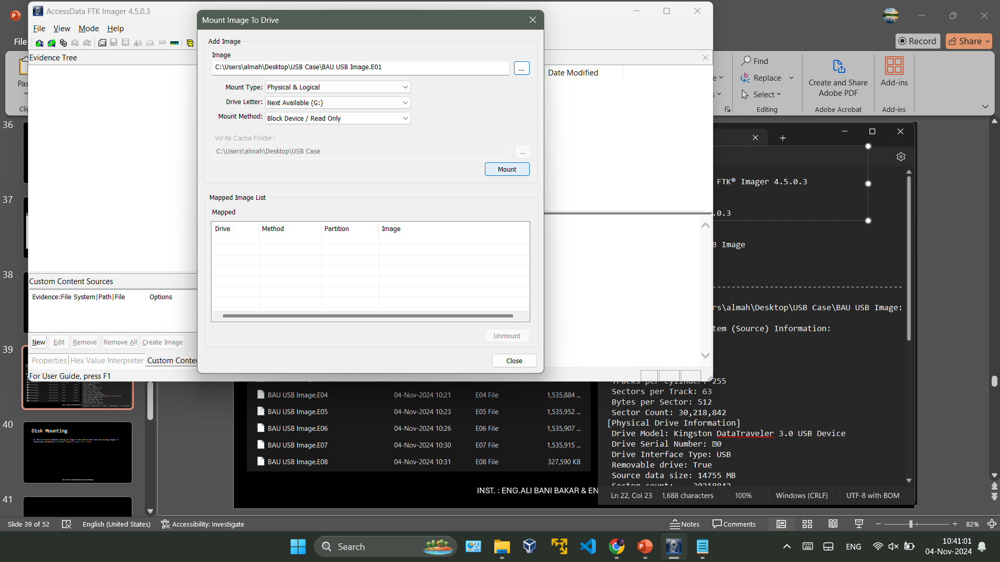 AccessData FTK Imager 4.5.0.3
File View Mode Help
Evidence Tree
Custom Content Sources
Evidence:File System|Path|File Options
New Edit Remove Remove All Create Image
Properties Hex Value Interpreter Custom Conter
For User Guide, press F1
Mount Image To Drive
Add Image
Image
C:\Users\almah\Desktop\USB Case\BAU USB Image.E01
...
Mount Type: Physical & Logical
Drive Letter: Next Available (G:)
Mount Method: Block Device / Read Only
Write Cache Folder:
C:\Users\almah\Desktop\USB Case
...
Mount
Mapped Image List
Mapped
Drive Method Partition Image
Unmount
Close
Date Modified
File
Pas
Clip
Record Share
Find
Replace
Select
Editing
Create and Share
Adobe PDF
Adobe Acrobat
Add-ins
Add-ins
36
37
38
39
40
Disk Mounting
41
FTK® Imager 4.5.0.3
.0.3
B Image
--------------------------------------
rs\almah\Desktop\USB Case\BAU USB Image:
tem (Source) Information:
Tracks per Cylinder: 255
Sectors per Track: 63
Bytes per Sector: 512
Sector Count: 30,218,842
[Physical Drive Information]
Drive Model: Kingston DataTraveler 3.0 USB Device
Drive Serial Number: 0
Drive Interface Type: USB
Removable drive: True
Source data size: 14755 MB
Sector count: 30218842
Ln 22, Col 23 1,688 characters 100% Windows (CRLF) UTF-8 with BOM
BAU USB Image.E04 04-Nov-2024 10:21 E04 File 1,535,884 ...
BAU USB Image.E05 04-Nov-2024 10:23 E05 File 1,535,952 ...
BAU USB Image.E06 04-Nov-2024 10:26 E06 File 1,535,907 ...
BAU USB Image.E07 04-Nov-2024 10:30 E07 File 1,535,915 ...
BAU USB Image.E08 04-Nov-2024 10:31 E08 File 327,590 KB
INST. : ENG.ALI BANI BAKAR & EN
Slide 39 of 52 English (United States) Accessibility: Investigate Notes Comments 82%
Search
ENG
10:41:01
04-Nov-2024